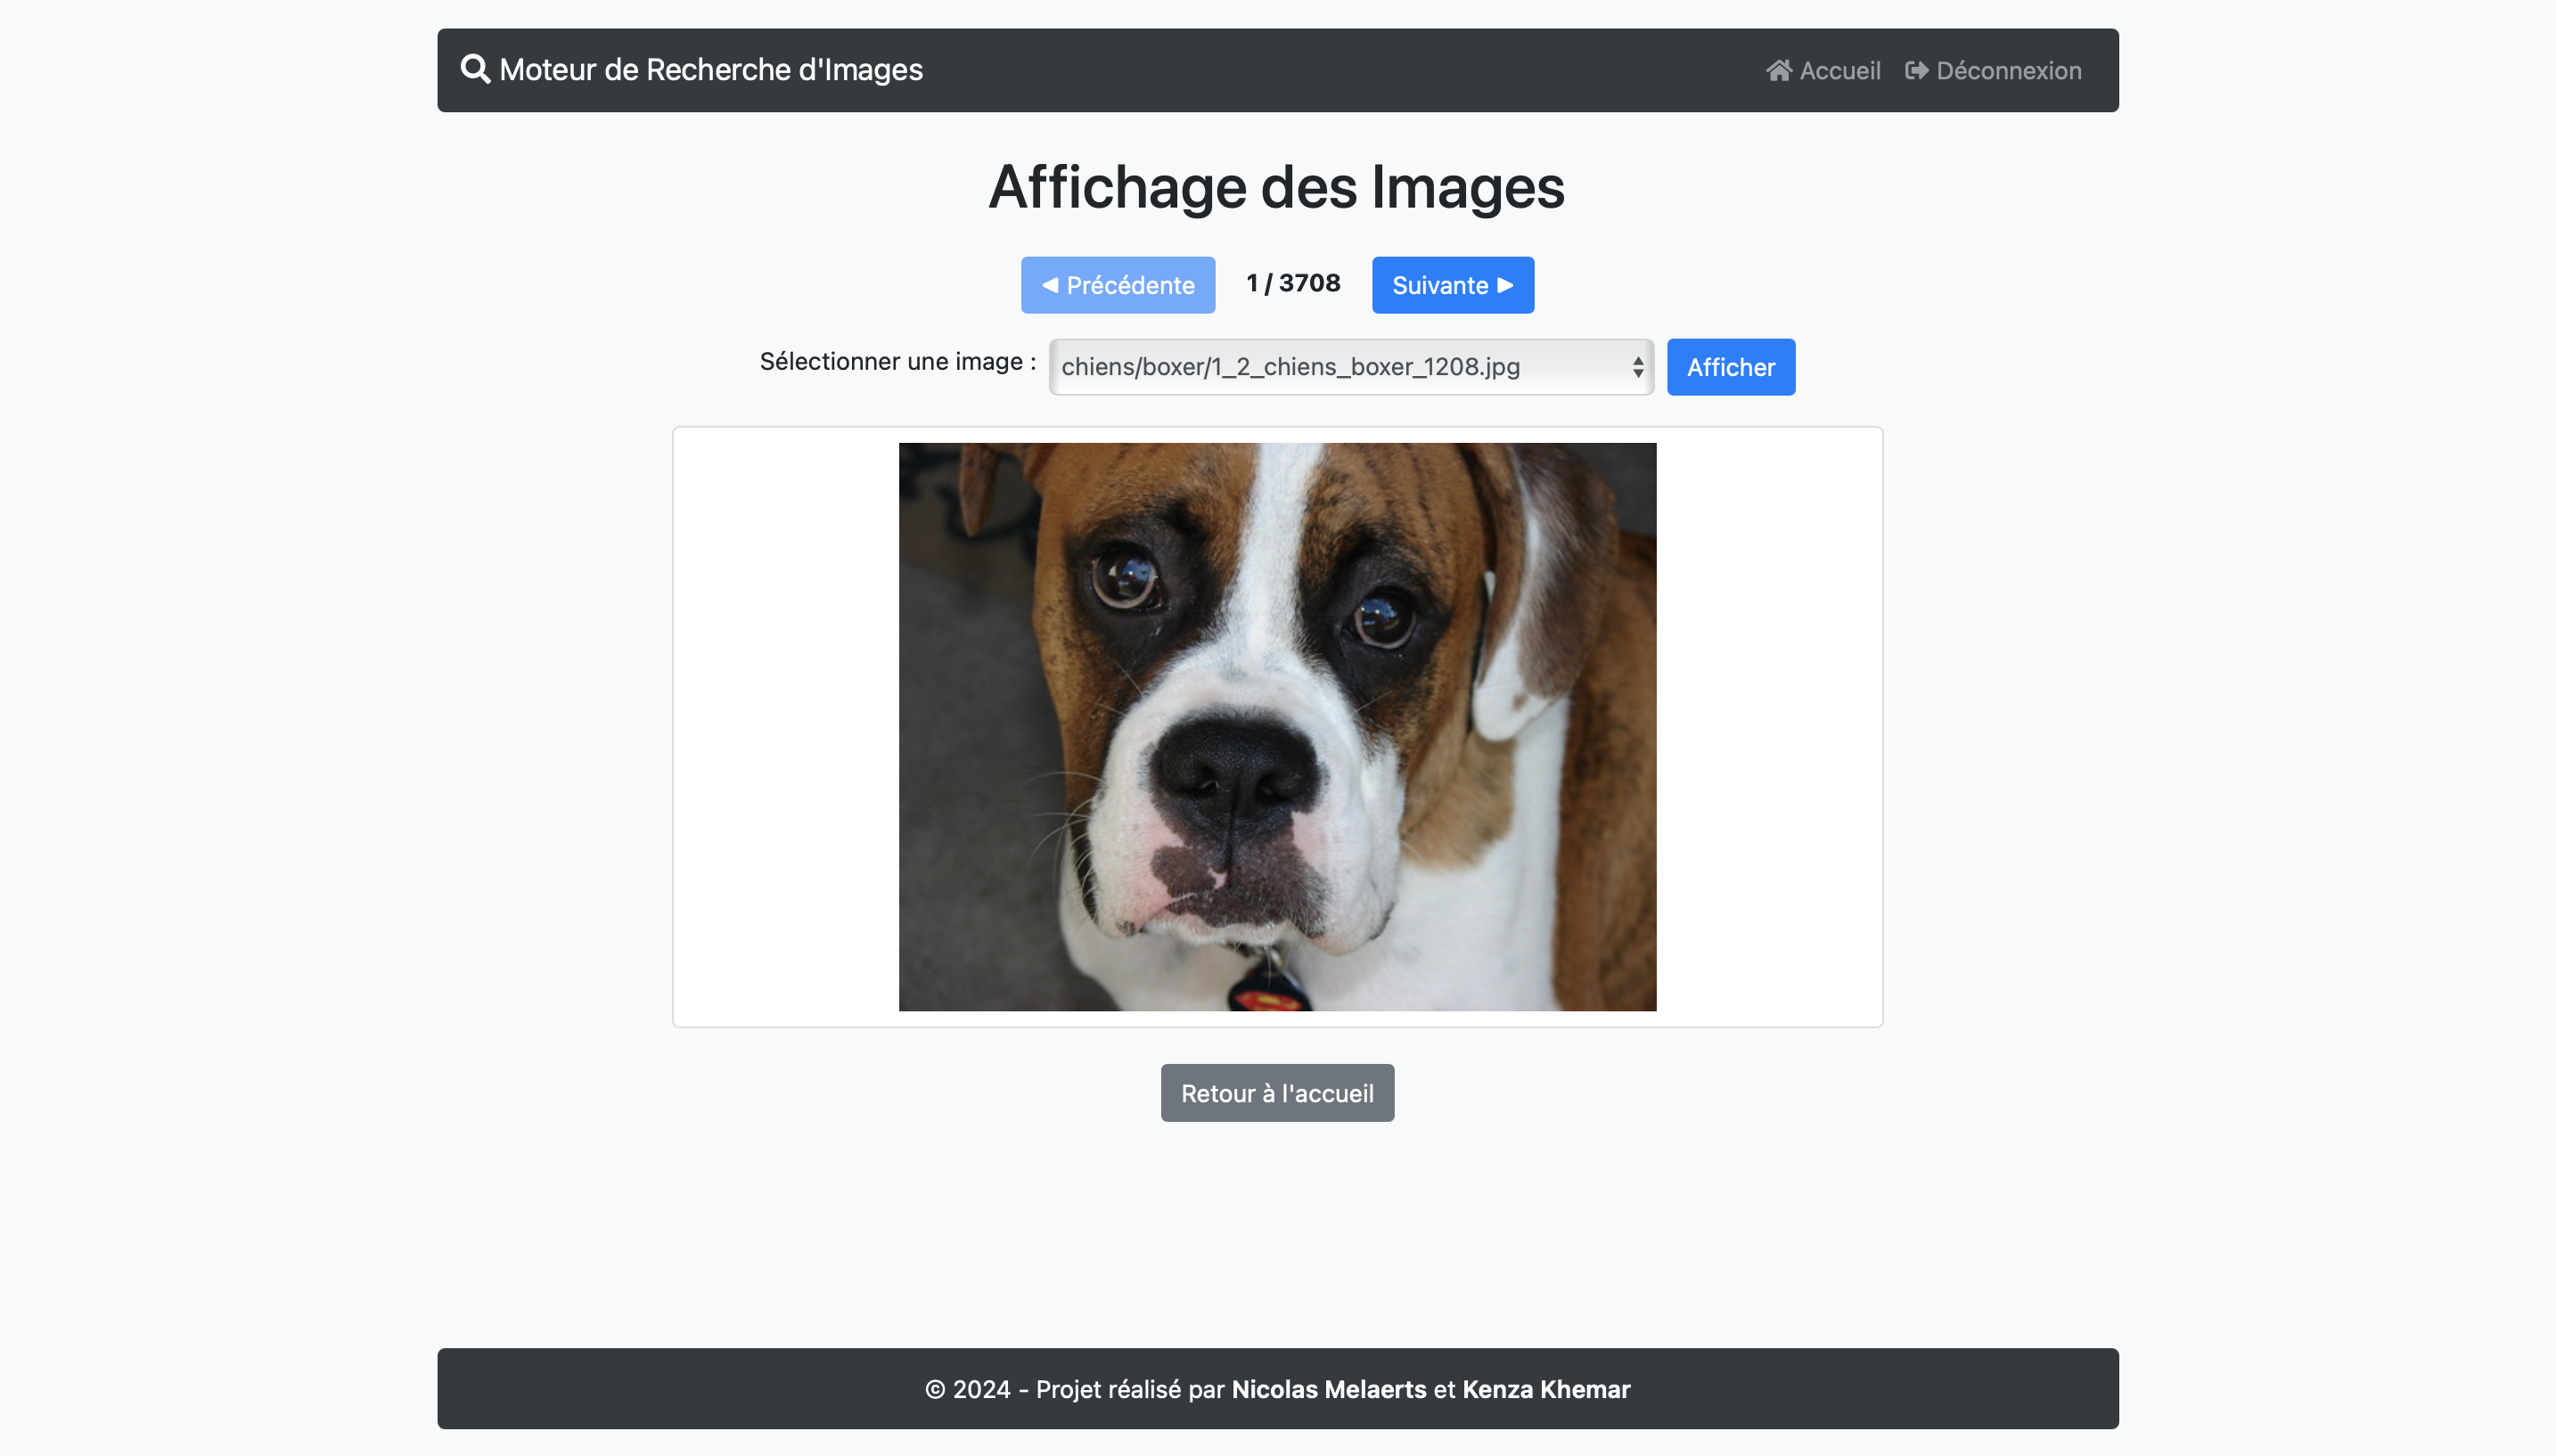 Moteur de Recherche d'Images
Accueil
Déconnexion
Affichage des Images
Précédente
1 / 3708
Suivante
Sélectionner une image :
chiens/boxer/1_2_chiens_boxer_1208.jpg
Afficher
Retour à l'accueil
© 2024 - Projet réalisé par Nicolas Melaerts et Kenza Khemar